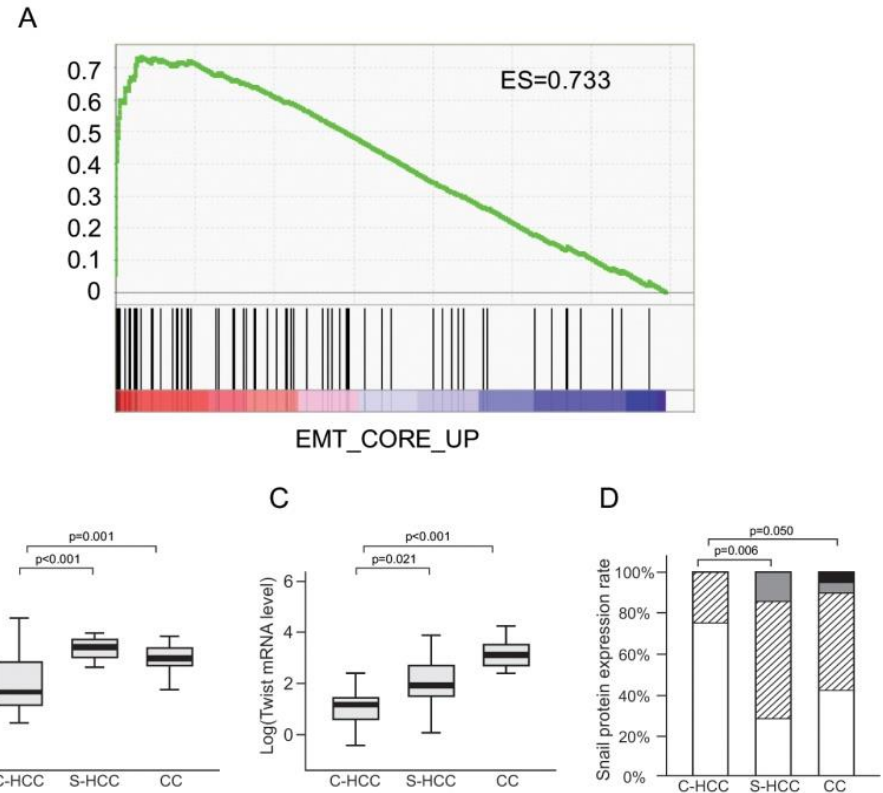 A
ES=0.733
0.7
0.6
0.5
0.4
0.3
0.2
0.1
0
EMT_CORE_UP
p=0.001
p<0.001
S-HCC
CC
C
p<0.001
p=0.021
Log(Twist mRNA level)
6
4
2
0
C-HCC
S-HCC
CC
D
p=0.050
p=0.006
Snail protein expression rate
100%
80%
60%
40%
20%
0%
C-HCC
S-HCC
CC